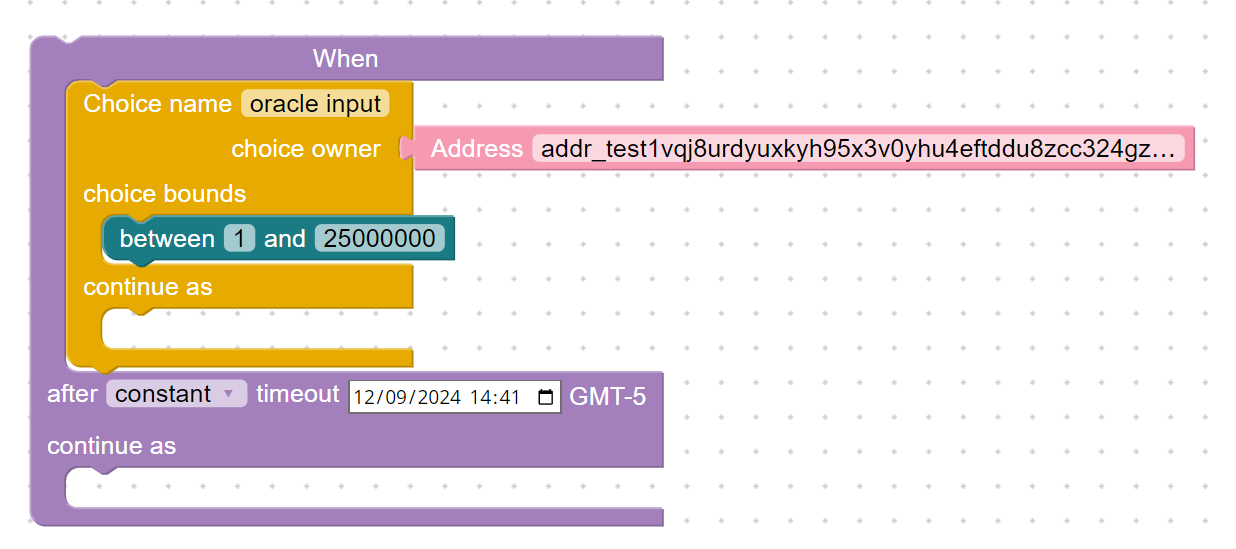 When
Choice name oracle input
choice owner Address addr_test1vqj8urdyuxkyh95x3v0yhu4eftddu8zcc324gz...
choice bounds
between 1 and 25000000
continue as
after constant timeout 12/09/2024 14:41 GMT-5
continue as